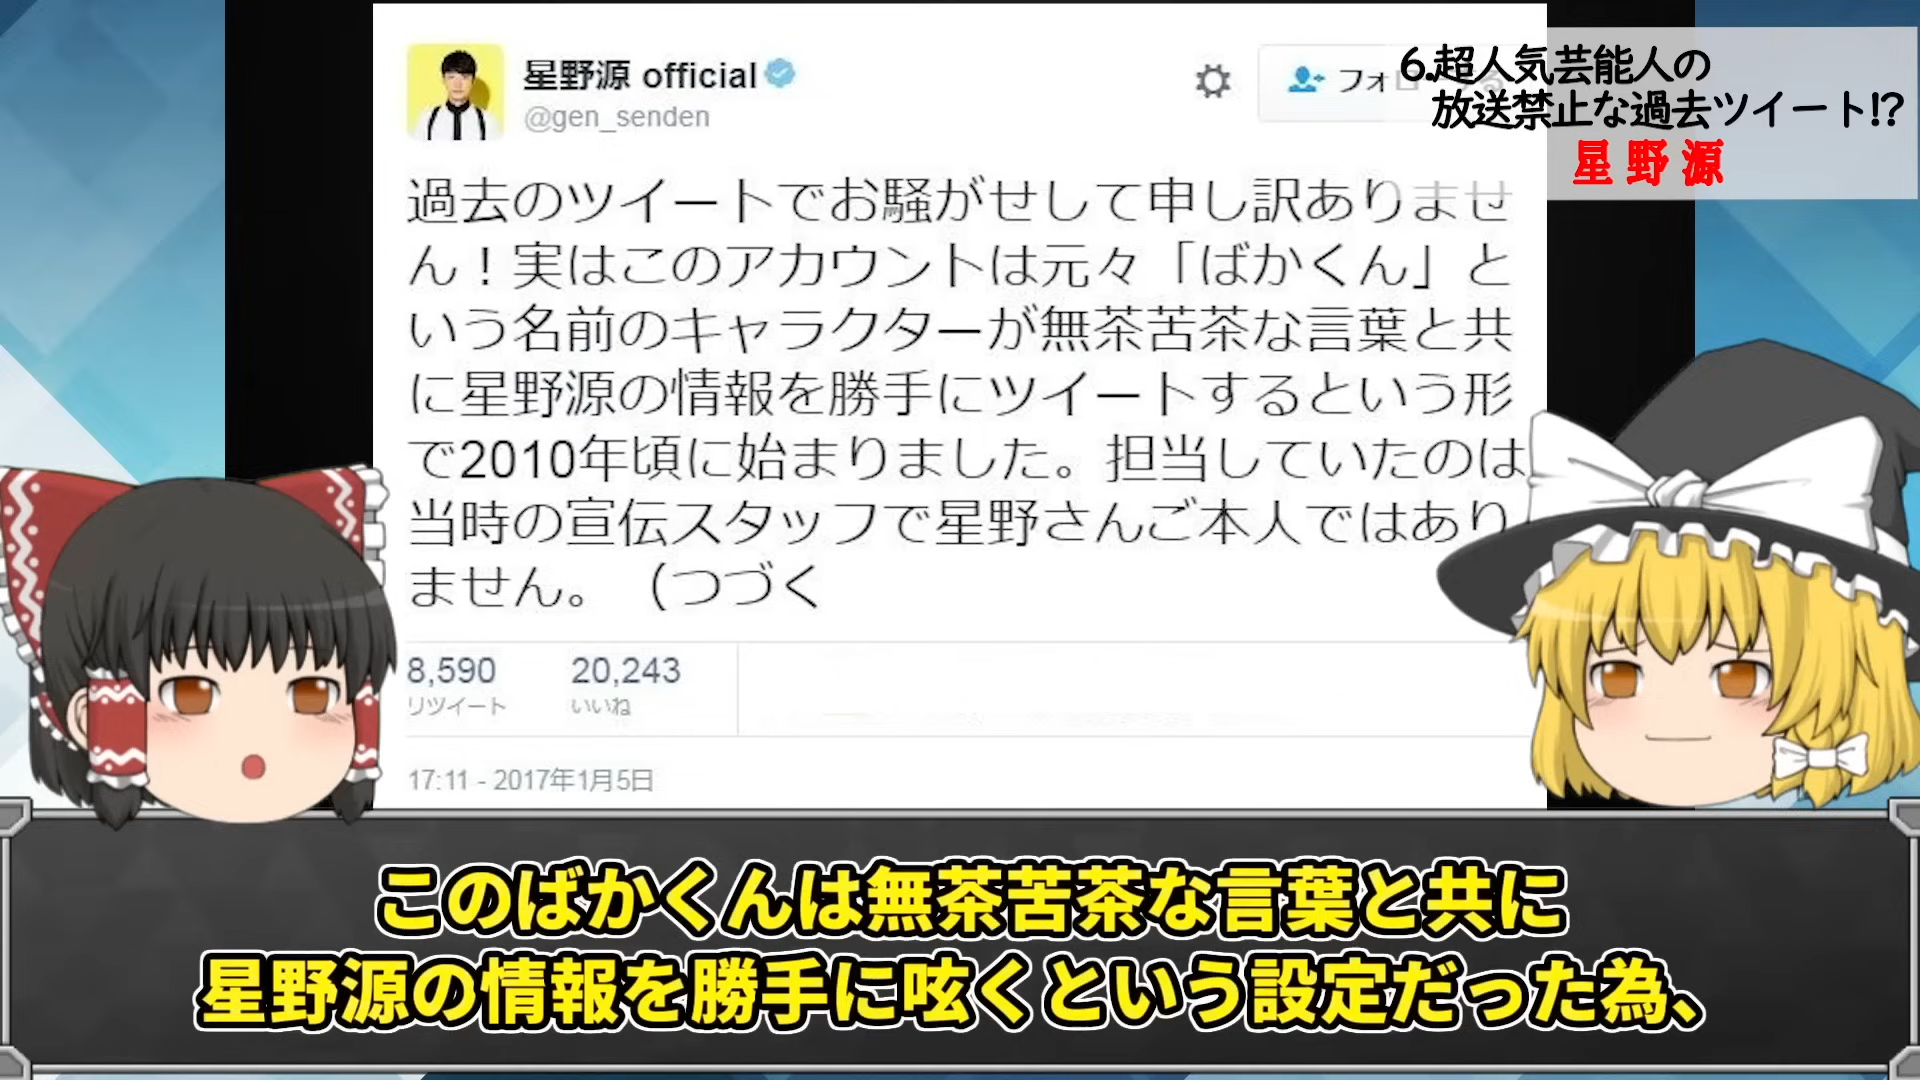 星野源 official
@gen_senden
フォロ
6.超人気芸能人の
放送禁止な過去ツイート!?
星野源
過去のツイートでお騒がせして申し訳ありませ
ん！実はこのアカウントは元々「ばかくん」と
いう名前のキャラクターが無茶苦茶な言葉と共
に星野源の情報を勝手にツイートするという形
で2010年頃に始まりました。担当していたのは
当時の宣伝スタッフで星野さんご本人ではあり
ません。 （つづく
8,590
リツイート
20,243
いいね
17:11 - 2017年1月5日
このばかくんは無茶苦茶な言葉と共に
星野源の情報を勝手に呟くという設定だった為、